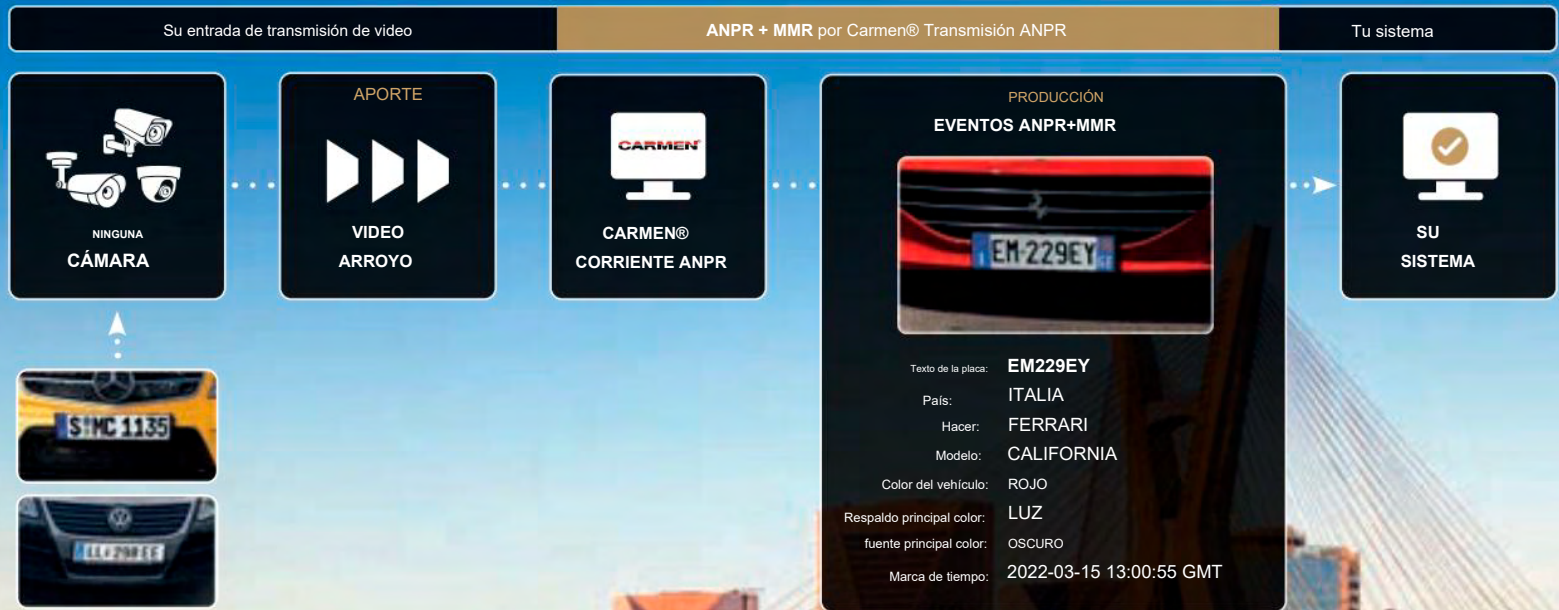 Su entrada de transmisión de video
ANPR + MMR por Carmen® Transmisión ANPR
Tu sistema
NINGUNA
CÁMARA
APORTE
VIDEO
ARROYO
CARMEN
CARMEN®
CORRIENTE ANPR
PRODUCCIÓN
EVENTOS ANPR+MMR
EM-229EY
Texto de la placa: EM229EY
País: ITALIA
Hacer: FERRARI
Modelo: CALIFORNIA
Color del vehículo: ROJO
Respaldo principal color: LUZ
fuente principal color: OSCURO
Marca de tiempo: 2022-03-15 13:00:55 GMT
SU
SISTEMA
S MC 1135